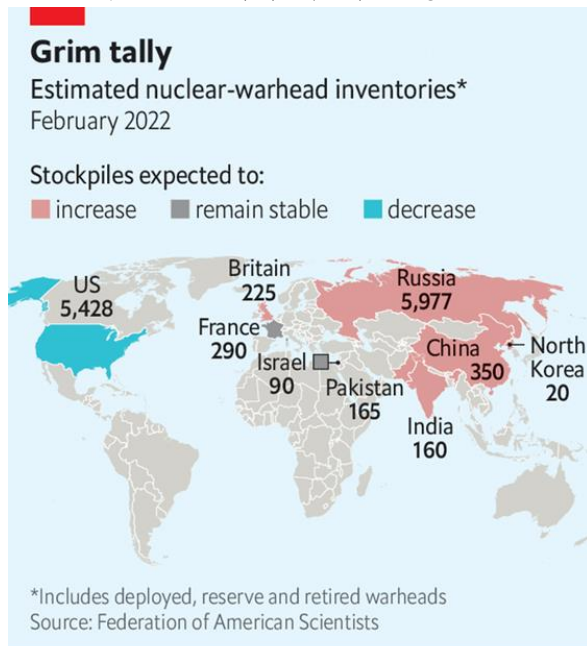 Grim tally
Estimated nuclear-warhead inventories*
February 2022
Stockpiles expected to:
increase remain stable decrease
US
5,428
Britain
225
Russia
5,977
France
290
Israel
90
Pakistan
165
China
350
North
Korea
20
India
160
*Includes deployed, reserve and retired warheads
Source: Federation of American Scientists